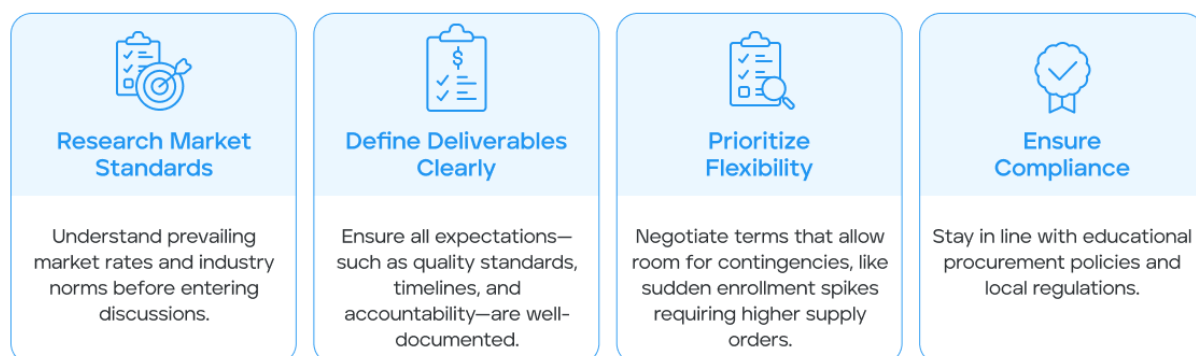 Research Market
Standards
Understand prevailing
market rates and industry
norms before entering
discussions.
Define Deliverables
Clearly
Ensure all expectations—
such as quality standards,
timelines, and
accountability—are well-
documented.
Prioritize
Flexibility
Negotiate terms that allow
room for contingencies, like
sudden enrollment spikes
requiring higher supply
orders.
Ensure
Compliance
Stay in line with educational
procurement policies and
local regulations.